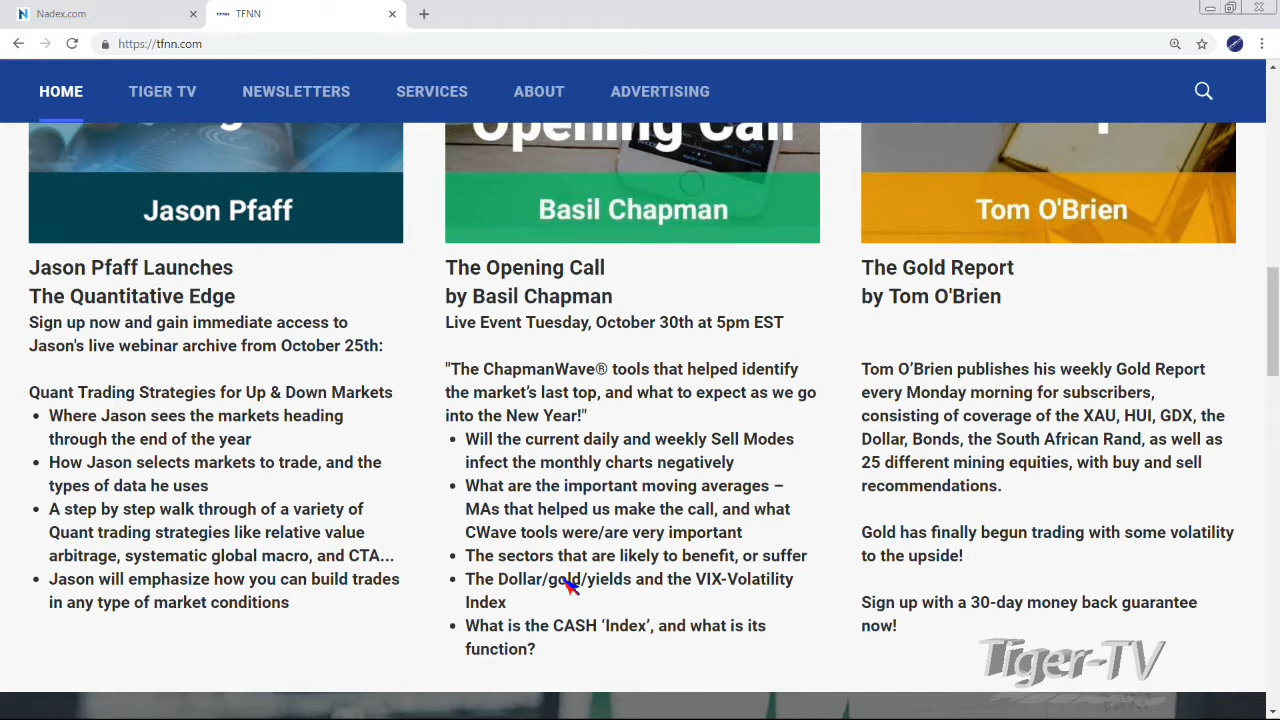 Nadex.com
TFNN
https://tfnn.com
HOME
TIGER TV
NEWSLETTERS
SERVICES
ABOUT
ADVERTISING
Jason Pfaff
Jason Pfaff Launches
The Quantitative Edge
Sign up now and gain immediate access to
Jason's live webinar archive from October 25th:
Quant Trading Strategies for Up & Down Markets
• Where Jason sees the markets heading
through the end of the year
• How Jason selects markets to trade, and the
types of data he uses
• A step by step walk through of a variety of
Quant trading strategies like relative value
arbitrage, systematic global macro, and CTA...
• Jason will emphasize how you can build trades
in any type of market conditions
Opening Call
Basil Chapman
The Opening Call
by Basil Chapman
Live Event Tuesday, October 30th at 5pm EST
"The ChapmanWave® tools that helped identify
the market’s last top, and what to expect as we go
into the New Year!"
• Will the current daily and weekly Sell Modes
infect the monthly charts negatively
• What are the important moving averages –
MAs that helped us make the call, and what
CWave tools were/are very important
• The sectors that are likely to benefit, or suffer
• The Dollar/gold/yields and the VIX-Volatility
Index
• What is the CASH ‘Index’, and what is its
function?
Tom O'Brien
The Gold Report
by Tom O'Brien
Tom O’Brien publishes his weekly Gold Report
every Monday morning for subscribers,
consisting of coverage of the XAU, HUI, GDX, the
Dollar, Bonds, the South African Rand, as well as
25 different mining equities, with buy and sell
recommendations.
Gold has finally begun trading with some volatility
to the upside!
Sign up with a 30-day money back guarantee
now!
Tiger-TV